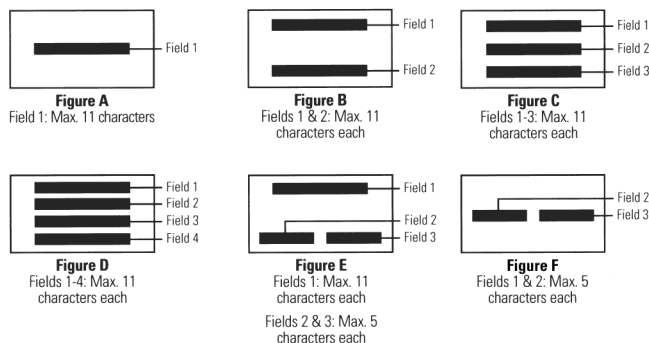 Field 1
Figure A
Field 1: Max. 11 characters
Field 1
Field 2
Figure B
Fields 1 & 2: Max. 11
characters each
Field 1
Field 2
Field 3
Figure C
Fields 1-3: Max. 11
characters each
Field 1
Field 2
Field 3
Field 4
Figure D
Fields 1-4: Max. 11
characters each
Field 1
Field 2
Field 3
Figure E
Fields 1: Max. 11
characters each
Fields 2 & 3: Max. 5
characters each
Field 2
Field 3
Figure F
Fields 1 & 2: Max. 5
characters each